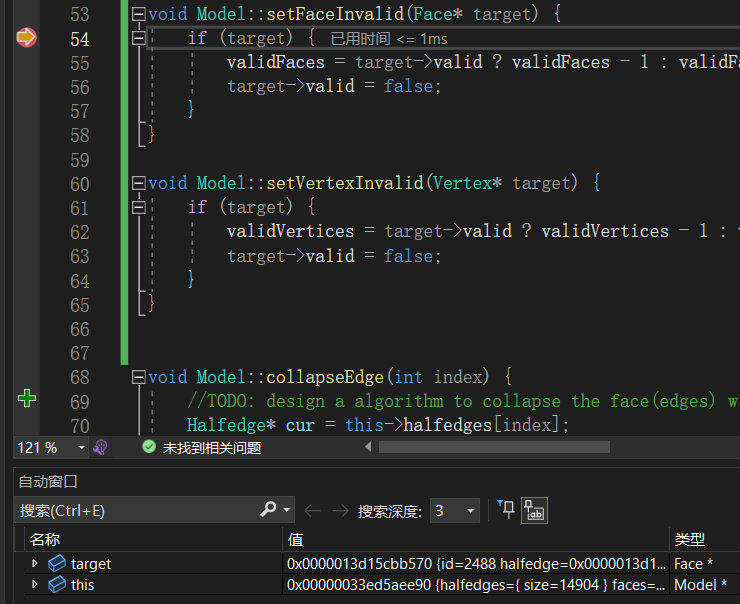 53 void Model::setFaceInvalid(Face* target) {
54 if (target) { 已用时间 <= 1ms
55 validFaces = target->valid ? validFaces - 1 : validFa
56 target->valid = false;
57 }
58 }
59
60 void Model::setVertexInvalid(Vertex* target) {
61 if (target) {
62 validVertices = target->valid ? validVertices - 1 :
63 target->valid = false;
64 }
65 }
66
67
68 void Model::collapseEdge(int index) {
69 //TODO: design a algorithm to collapse the face(edges) w
70 Halfedge* cur = this->halfedges[index];
121 % 未找到相关问题
自动窗口
搜索(Ctrl+E) 搜索深度: 3
名称 值 类型
target 0x0000013d15cbb570 {id=2488 halfedge=0x0000013d1... Face *
this 0x00000033ed5aee90 {halfedges={ size=14904 } faces=... Model *